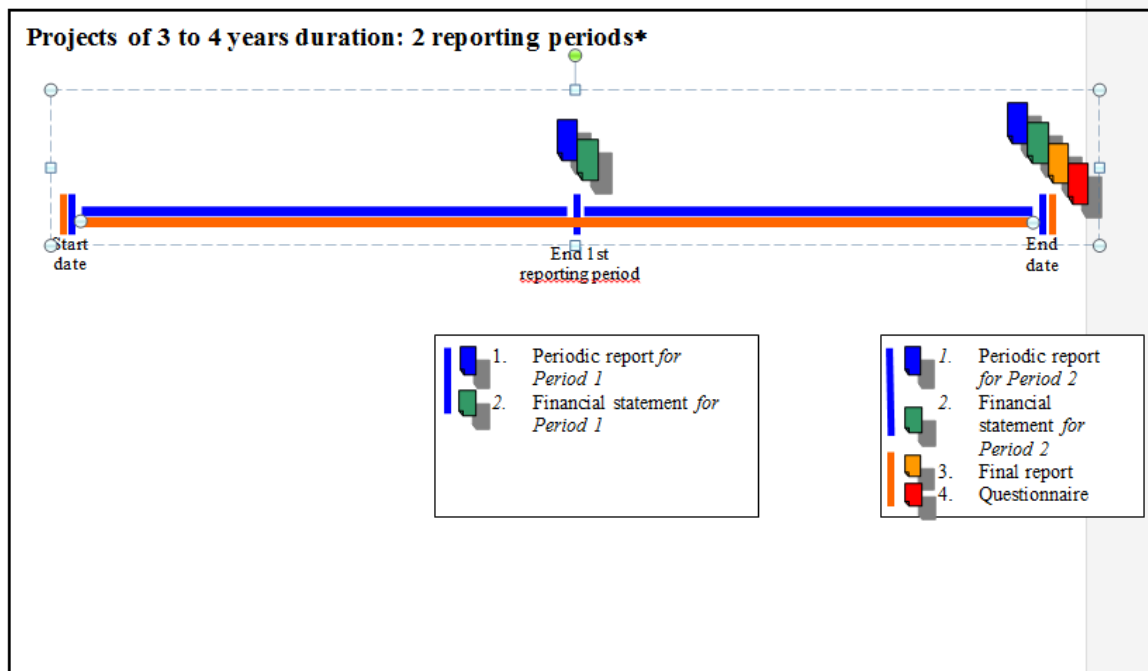 Projects of 3 to 4 years duration: 2 reporting periods*
Start
date
End 1st
reporting period
End
date
1. Periodic report for
Period 1
2. Financial statement for
Period 1
1. Periodic report
for Period 2
2. Financial
statement for
Period 2
3. Final report
4. Questionnaire